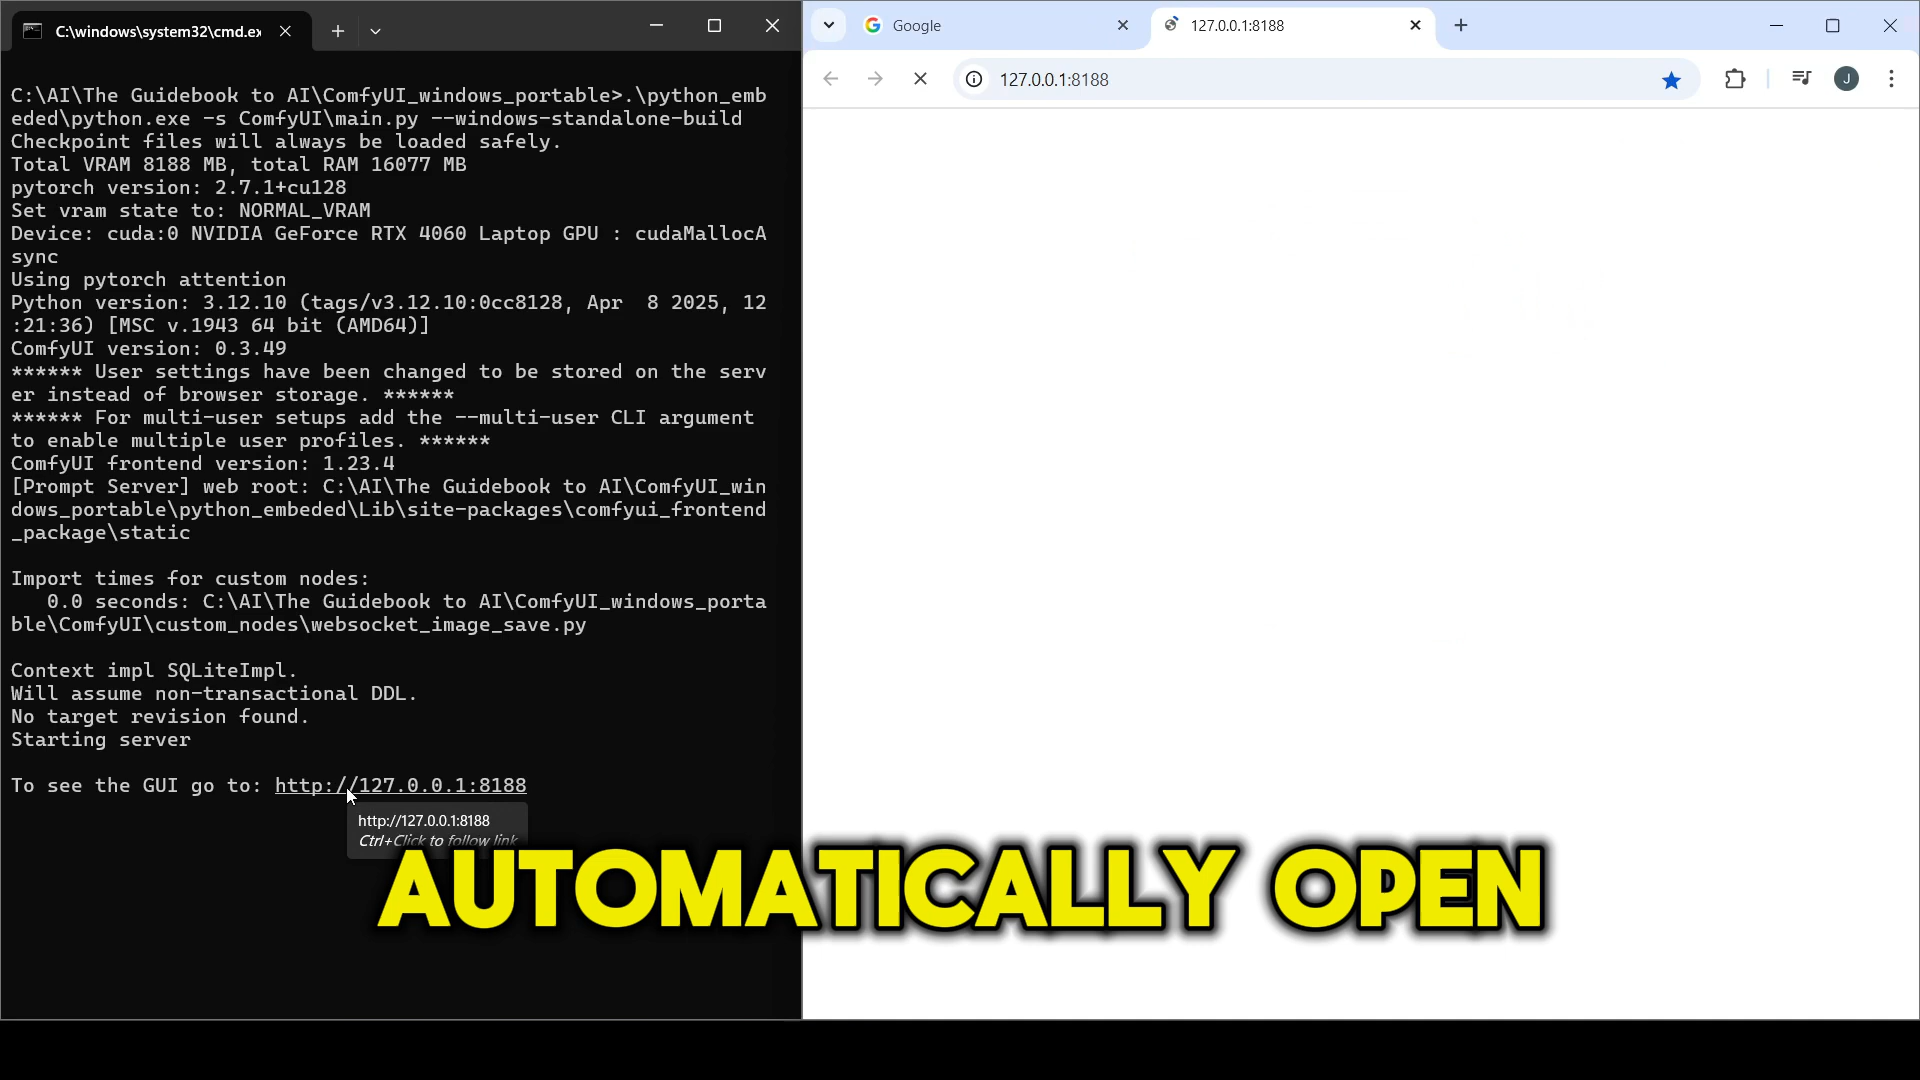 C:\windows\system32\cmd.ex
Google
127.0.0.1:8188
127.0.0.1:8188
J
C:\AI\The Guidebook to AI\ComfyUI_windows_portable>.\python_emb
eded\python.exe -s ComfyUI\main.py --windows-standalone-build
Checkpoint files will always be loaded safely.
Total VRAM 8188 MB, total RAM 16077 MB
pytorch version: 2.7.1+cu128
Set vram state to: NORMAL_VRAM
Device: cuda:0 NVIDIA GeForce RTX 4060 Laptop GPU : cudaMallocA
sync
Using pytorch attention
Python version: 3.12.10 (tags/v3.12.10:0cc8128, Apr  8 2025, 12
:21:36) [MSC v.1943 64 bit (AMD64)]
ComfyUI version: 0.3.49
****** User settings have been changed to be stored on the serv
er instead of browser storage. ******
****** For multi-user setups add the --multi-user CLI argument
to enable multiple user profiles. ******
ComfyUI frontend version: 1.23.4
[Prompt Server] web root: C:\AI\The Guidebook to AI\ComfyUI_win
dows_portable\python_embeded\Lib\site-packages\comfyui_frontend
_package\static
Import times for custom nodes:
0.0 seconds: C:\AI\The Guidebook to AI\ComfyUI_windows_porta
ble\ComfyUI\custom_nodes\websocket_image_save.py
Context impl SQLiteImpl.
Will assume non-transactional DDL.
No target revision found.
Starting server
To see the GUI go to: http://127.0.0.1:8188
http://127.0.0.1:8188
Ctrl+Click to follow link
AUTOMATICALLY OPEN